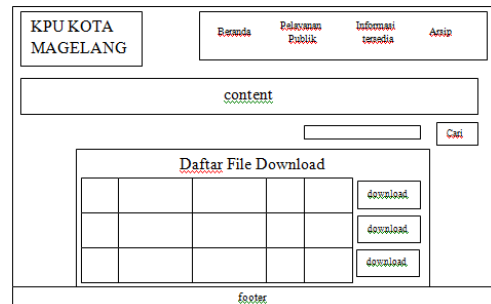 KPU KOTA
MAGELANG
Beranda
Pelayanan
Publik
Informasi
tersedia
Arsip
content
Cari
Daftar File Download
download
download
download
footer